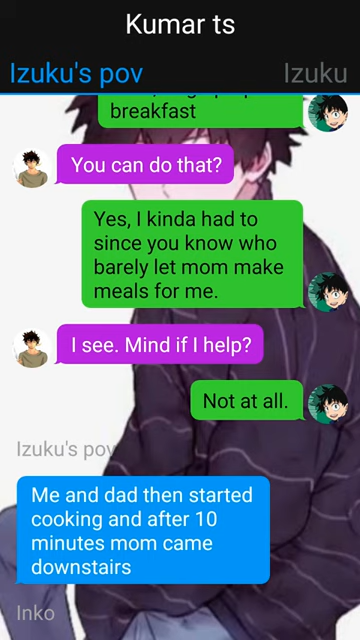 Kumar ts
Izuku's pov
Izuku
breakfast
You can do that?
Yes, I kinda had to
since you know who
barely let mom make
meals for me.
I see. Mind if I help?
Not at all.
Izuku's pov
Me and dad then started
cooking and after 10
minutes mom came
downstairs
Inko